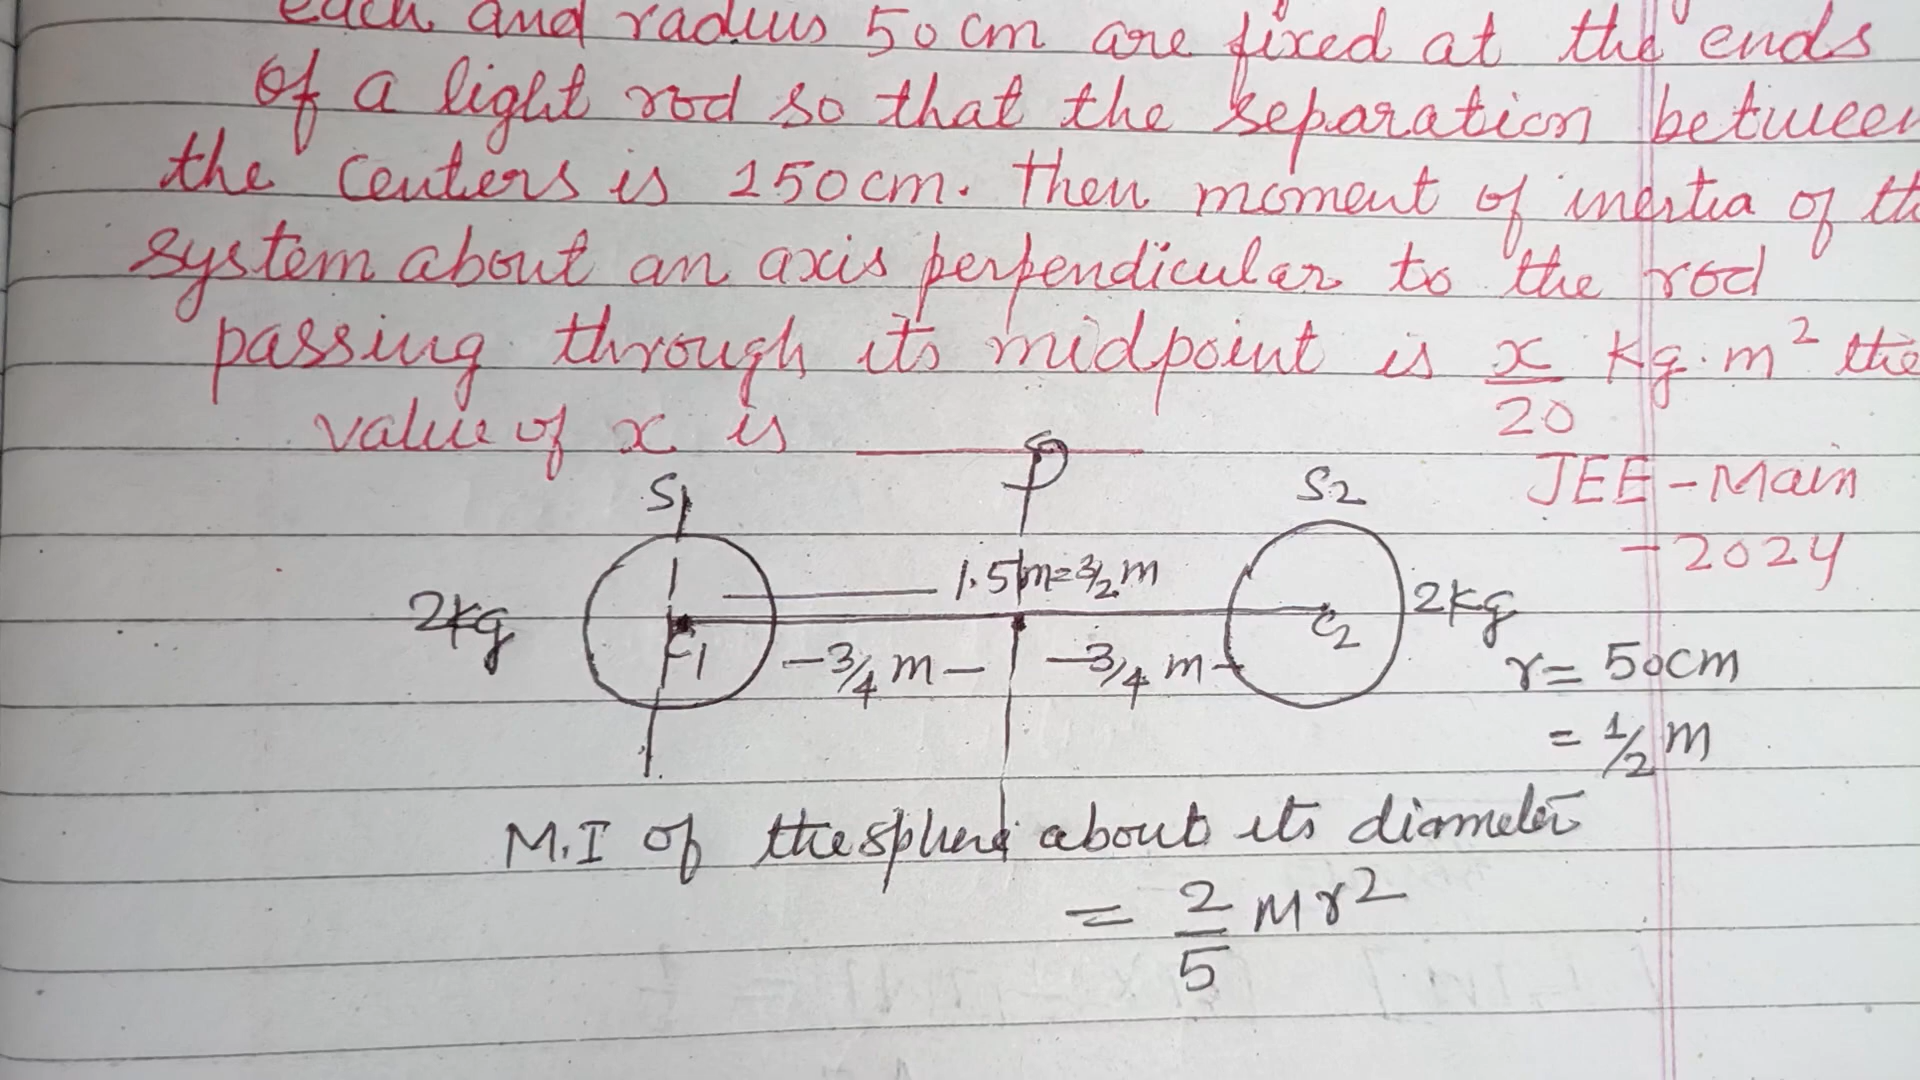 each and radius 50 cm are fixed at the ends
of a light rod so that the separation between
the centers is 150cm. Then moment of inertia of th
system about an axis perpendicular to the rod
passing through its midpoint is x/20 Kg.m² the
value of x is
JEE-Main
-2024
S1
S2
1.5m=3/2m
2kg
C1
C2
2kg
-3/4 m-
-3/4 m-
r= 50cm
= 1/2 m
M.I of the sphere about its diameter
= 2/5 Mr²